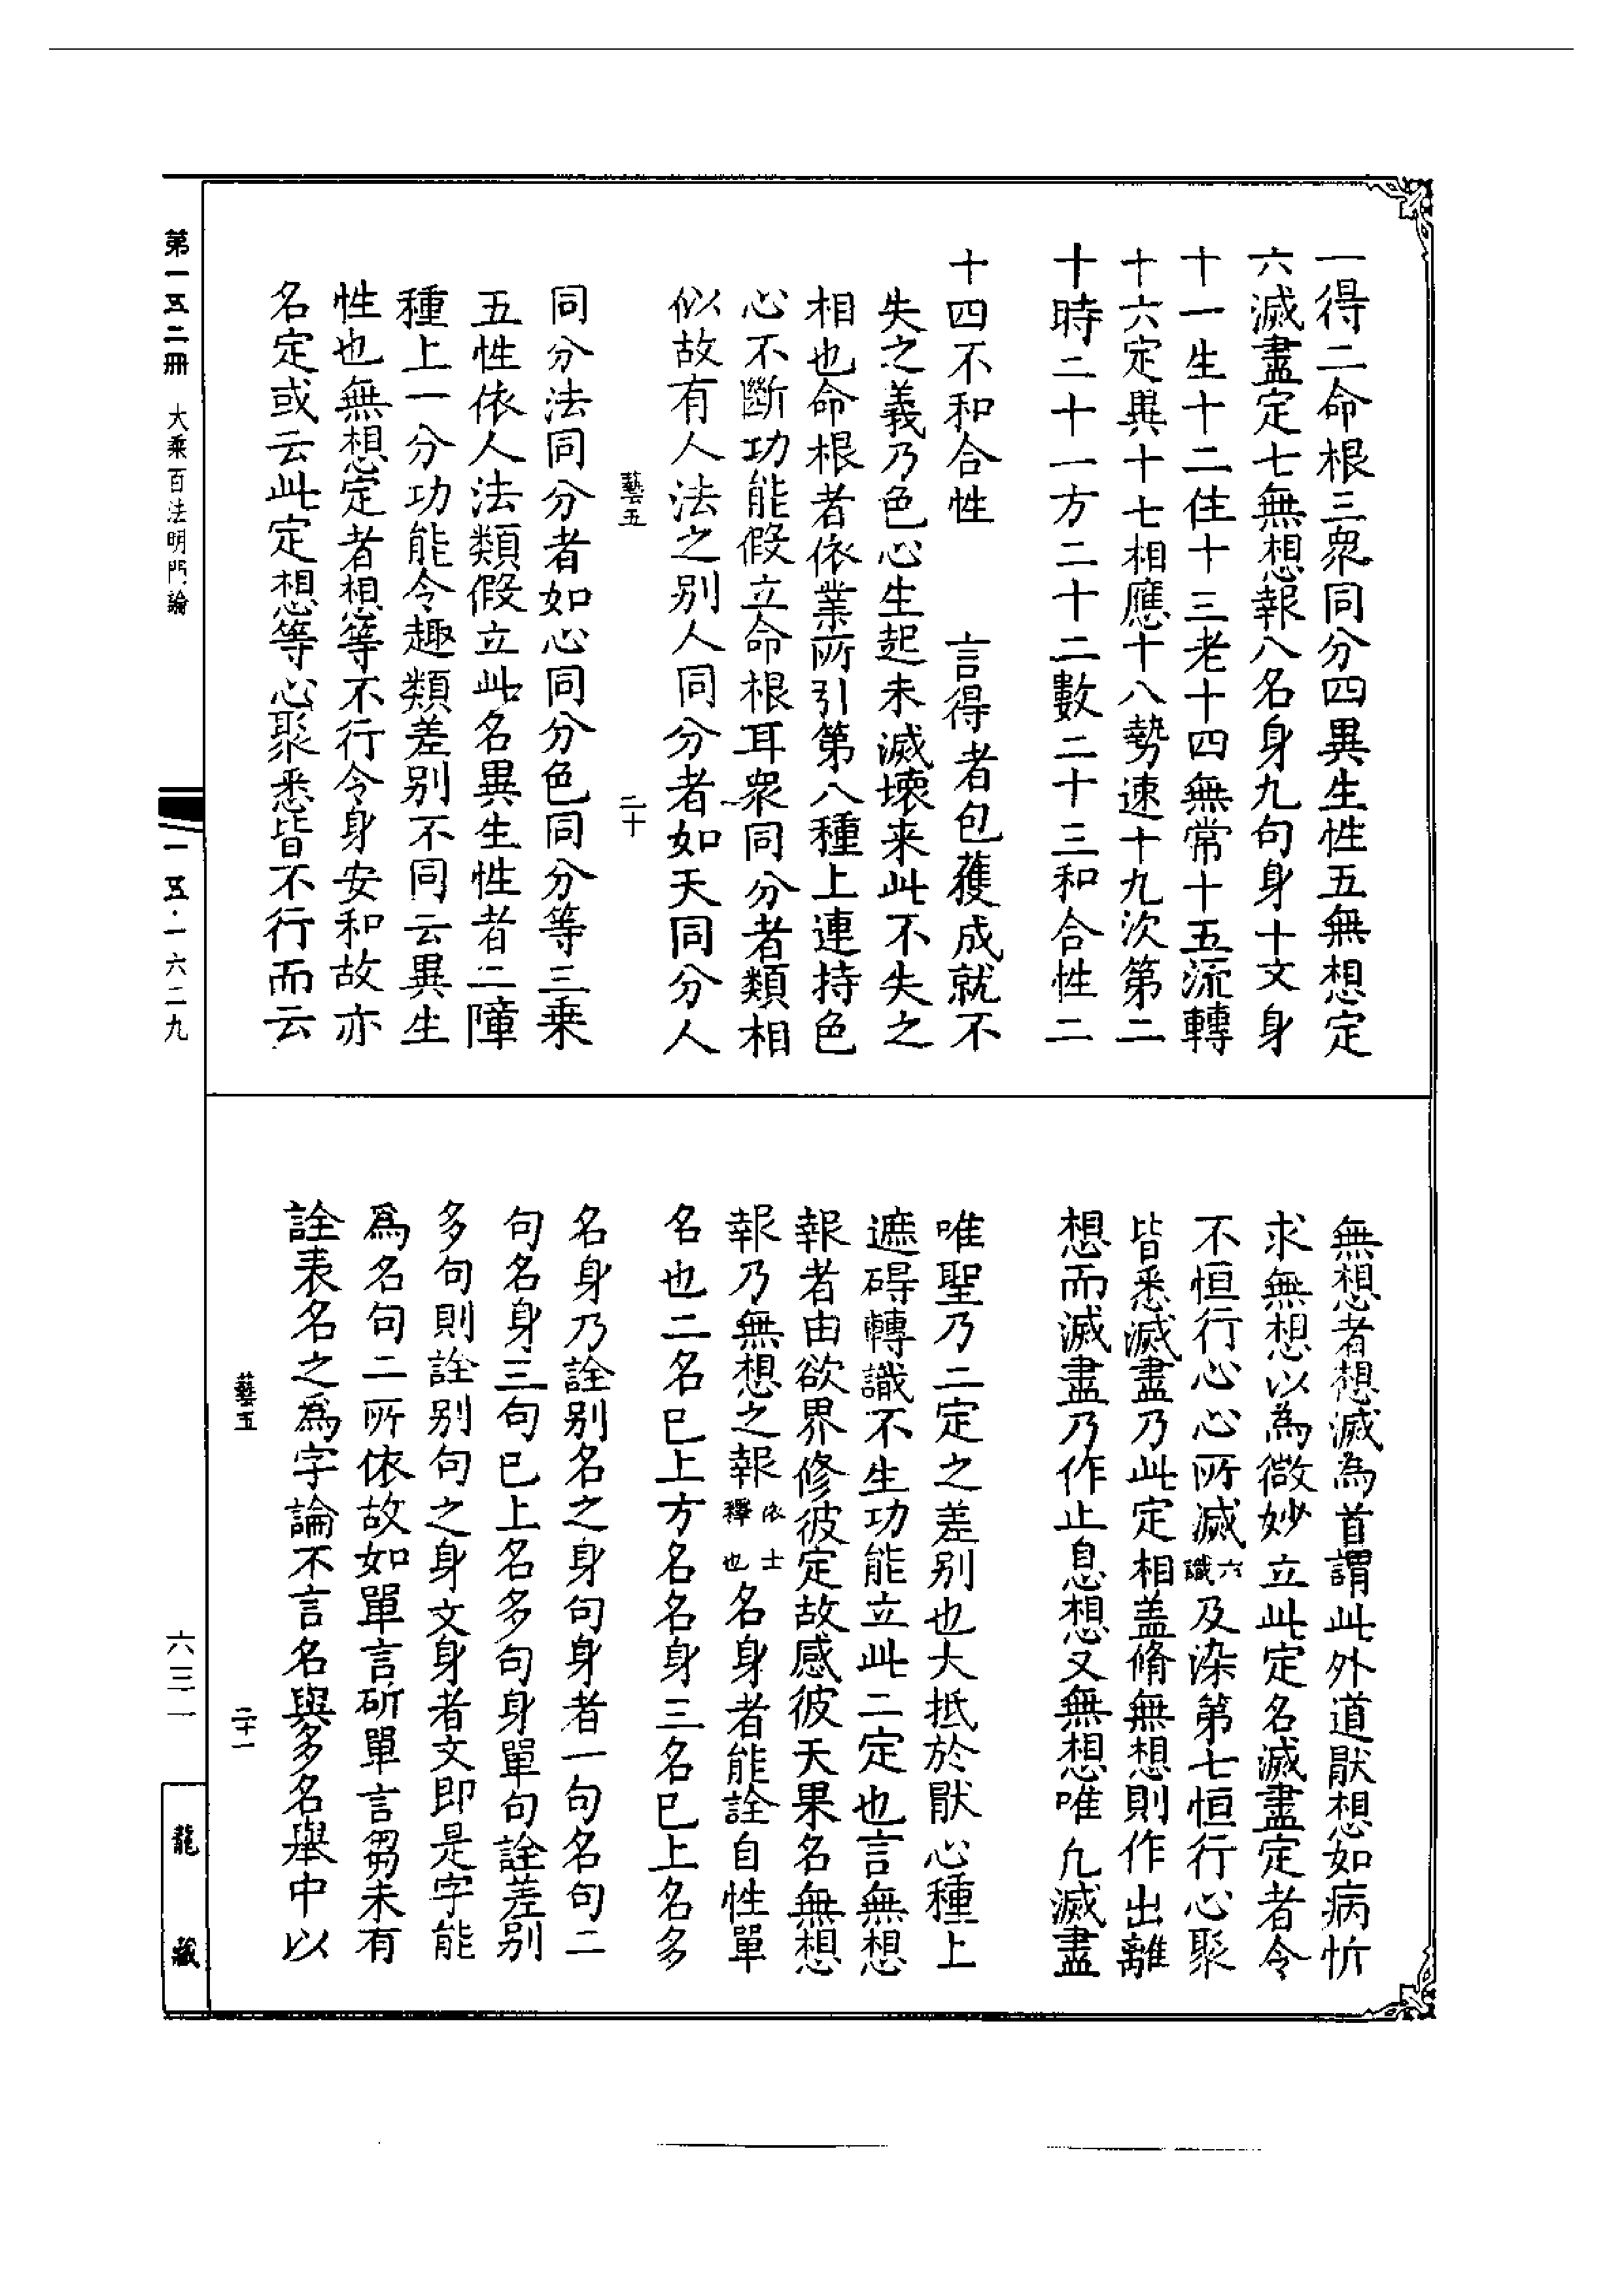 一得二命根三眾同分四異生性五無想定
六滅盡定七無想報八名身九句身十文身
十一生十二住十三老十四無常十五流轉
十六定異十七相應十八勢速十九次第二
十時二十一方二十二數二十三和合性二
十四不和合性　　言得者包蒦成就不
失之義乃色心生起未滅壞来此不失之
相也命根者依業所引第八種上連持色
心不斷功能假立命根耳眾同分者類相
似故有人法之别人同分者如天同分人
藝五　二十
同分法同分者如心同分色同分等三乗
五性依人法類假立此名異生性者二障
種上一分功能令趣類差别不同云異生
性也無想定者想等不行令身安和故亦
名定或云此定想等心聚悉皆不行而云
無想者想滅為首謂此外道厭想如病忻
求無想以為微妙立此定名滅盡定者令
不恒行心心所滅六識及染第七恒行心聚
皆悉滅盡乃此定相盖脩無想則作出離
想而滅盡乃作止息想又無想唯凢滅盡
唯聖乃二定之差别也大抵於厭心種上
遮碍轉識不生功能立此二定也言無想
報者由欲界修彼定故感彼天果名無想
報乃無想之報依士釋也名身者能詮自性單
名也二名已上方名名身三名已上名多
名身乃詮别名之身句身者一句名句二
句名身三句已上名多句身單句詮差别
多句則詮别句之身文身者文即是字能
為名句二所依故如單言斫單言芻未有
詮表名之為字論不言名與多名舉中以
藝五　二十一
第一五二冊　大乘百法明門論
一五·一六二九
六三一
龍藏